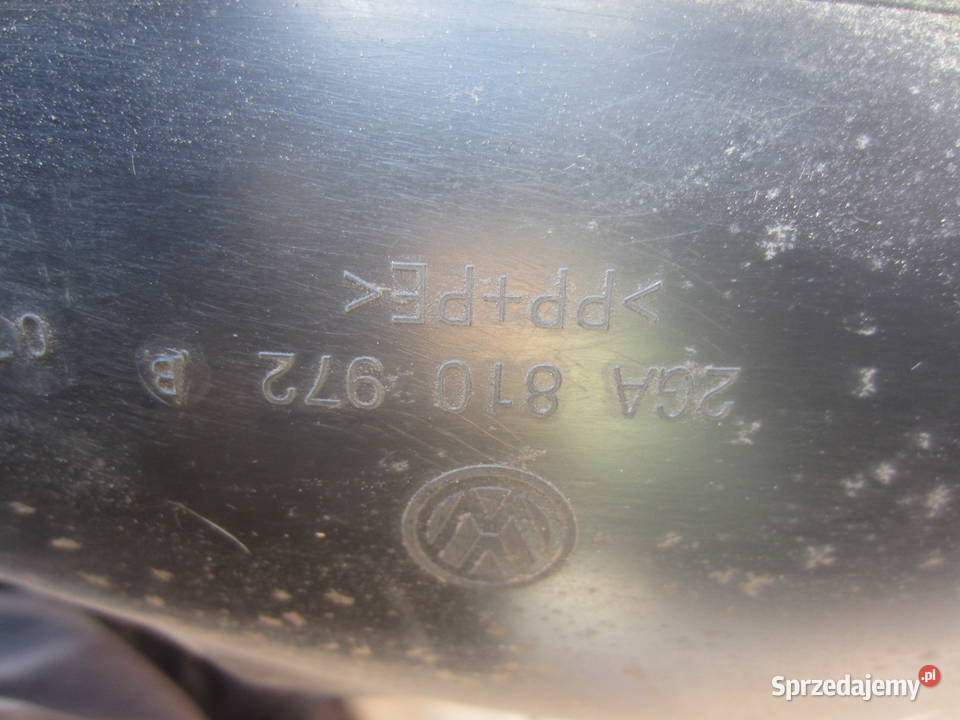 2GA 810 972 B
>PP+PE<
Sprzedajemy.pl